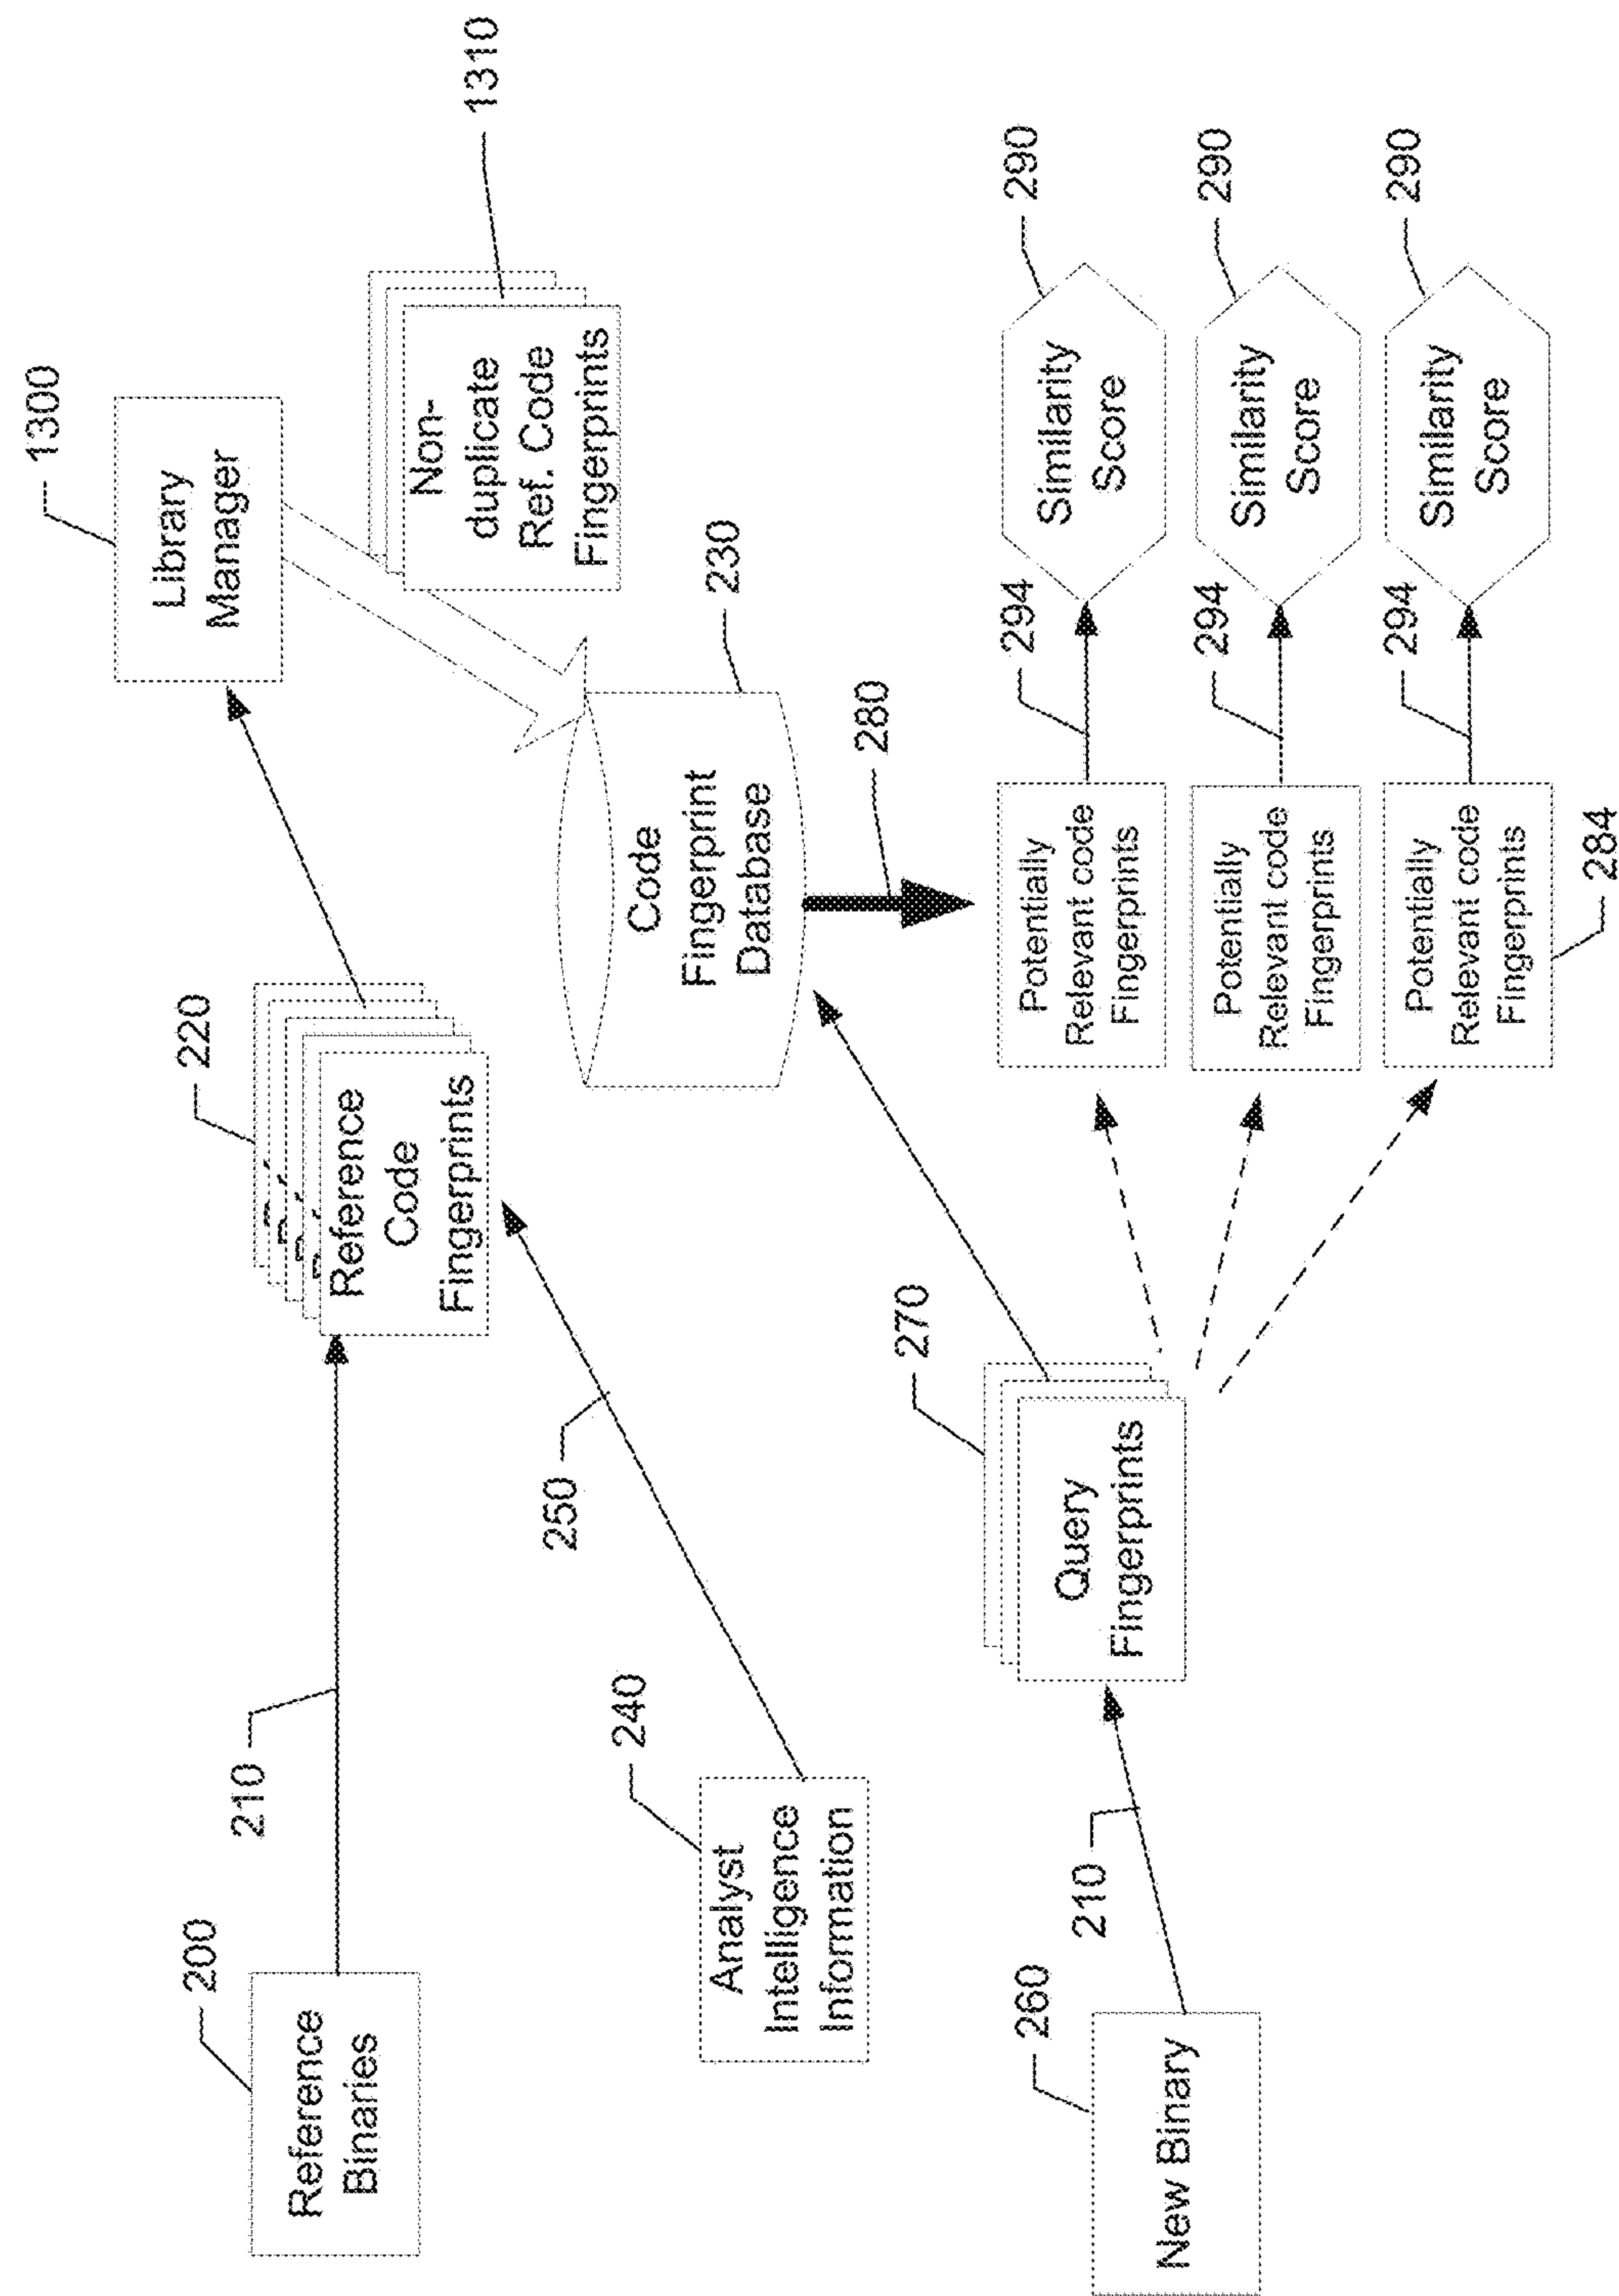 200
Reference
Binaries
210
220
Reference
Code
Fingerprints
1300
Library
Manager
Non-
duplicate
Ref. Code
Fingerprints
1310
240
Analyst
Intelligence
Information
250
230
Code
Fingerprint
Database
280
260
New Binary
210
270
Query
Fingerprints
Potentially
Relevant code
Fingerprints
294
Similarity
Score
290
Potentially
Relevant code
Fingerprints
294
Similarity
Score
290
Potentially
Relevant code
Fingerprints
284
294
Similarity
Score
290